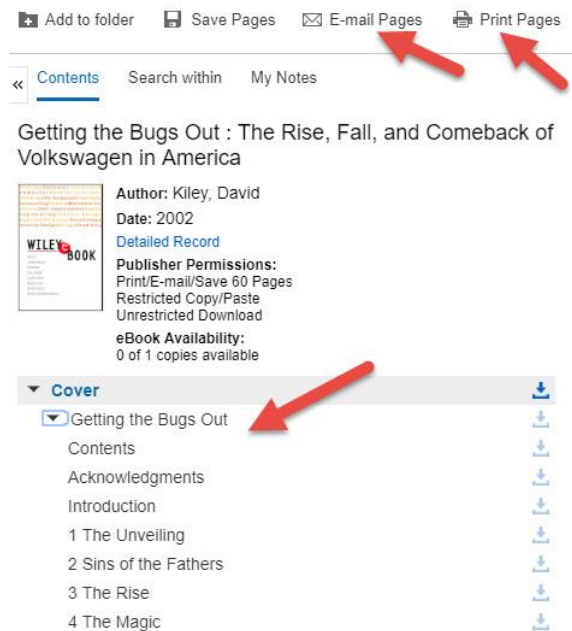 Add to folder Save Pages E-mail Pages Print Pages
« Contents Search within My Notes
Getting the Bugs Out : The Rise, Fall, and Comeback of
Volkswagen in America
WILEY e BOOK
Author: Kiley, David
Date: 2002
Detailed Record
Publisher Permissions:
Print/E-mail/Save 60 Pages
Restricted Copy/Paste
Unrestricted Download
eBook Availability:
0 of 1 copies available
Cover
Getting the Bugs Out
Contents
Acknowledgments
Introduction
1 The Unveiling
2 Sins of the Fathers
3 The Rise
4 The Magic